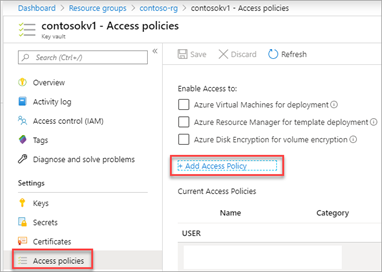 Dashboard > Resource groups > contoso-rg > contosokv1 - Access policies
contosokv1 - Access policies
Key vault
Search (Ctrl+/)
Overview
Activity log
Access control (IAM)
Tags
Diagnose and solve problems
Settings
Keys
Secrets
Certificates
Access policies
Save Discard Refresh
Enable Access to:
Azure Virtual Machines for deployment
Azure Resource Manager for template deployment
Azure Disk Encryption for volume encryption
+ Add Access Policy
Current Access Policies
Name Category
USER